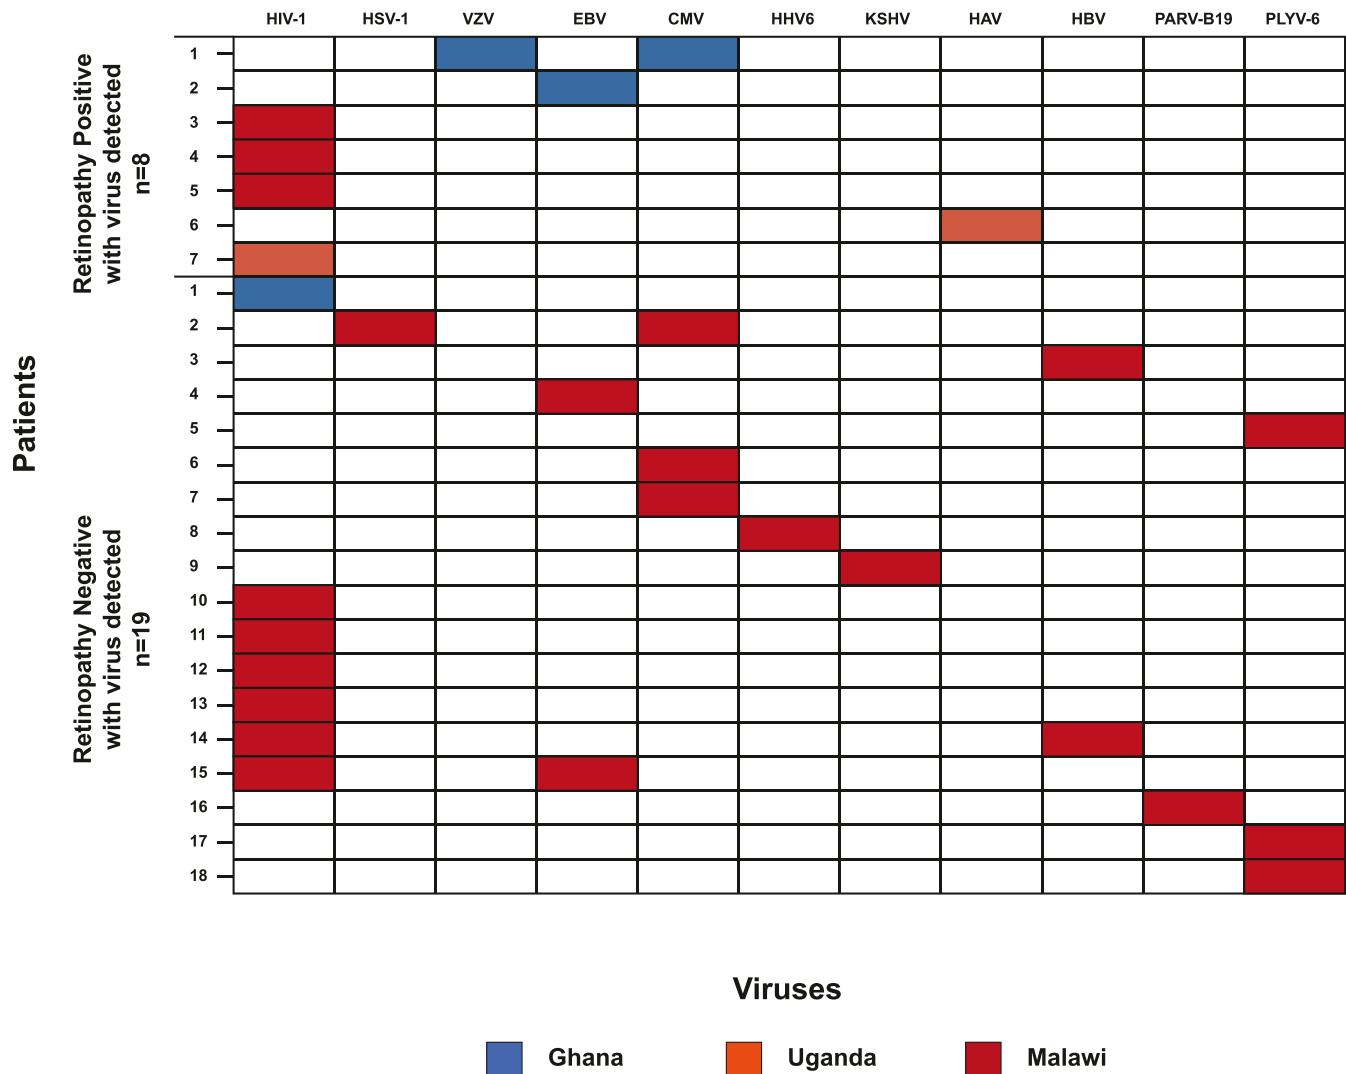 HIV-1 HSV-1 VZV EBV CMV HHV6 KSHV HAV HBV PARV-B19 PLYV-6
Retinopathy Positive
with virus detected
n=8
1
2
3
4
5
6
7
Patients
Retinopathy Negative
with virus detected
n=19
1
2
3
4
5
6
7
8
9
10
11
12
13
14
15
16
17
18
Viruses
Ghana Uganda Malawi